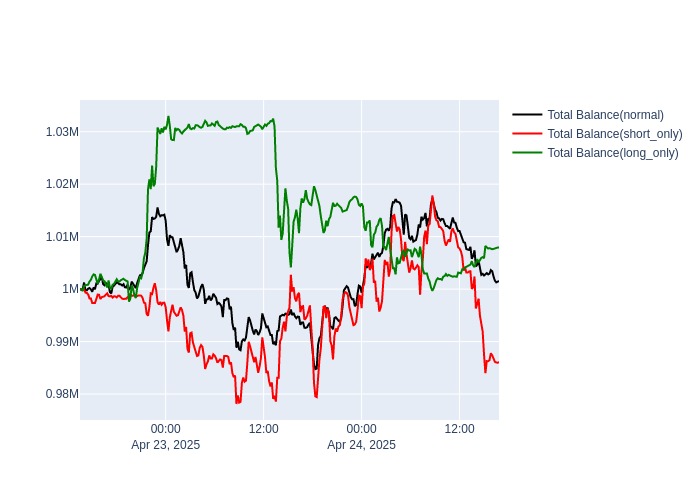 Total Balance(normal)
Total Balance(short_only)
Total Balance(long_only)
1.03M
1.02M
1.01M
1M
0.99M
0.98M
00:00 12:00 00:00 12:00
Apr 23, 2025 Apr 24, 2025